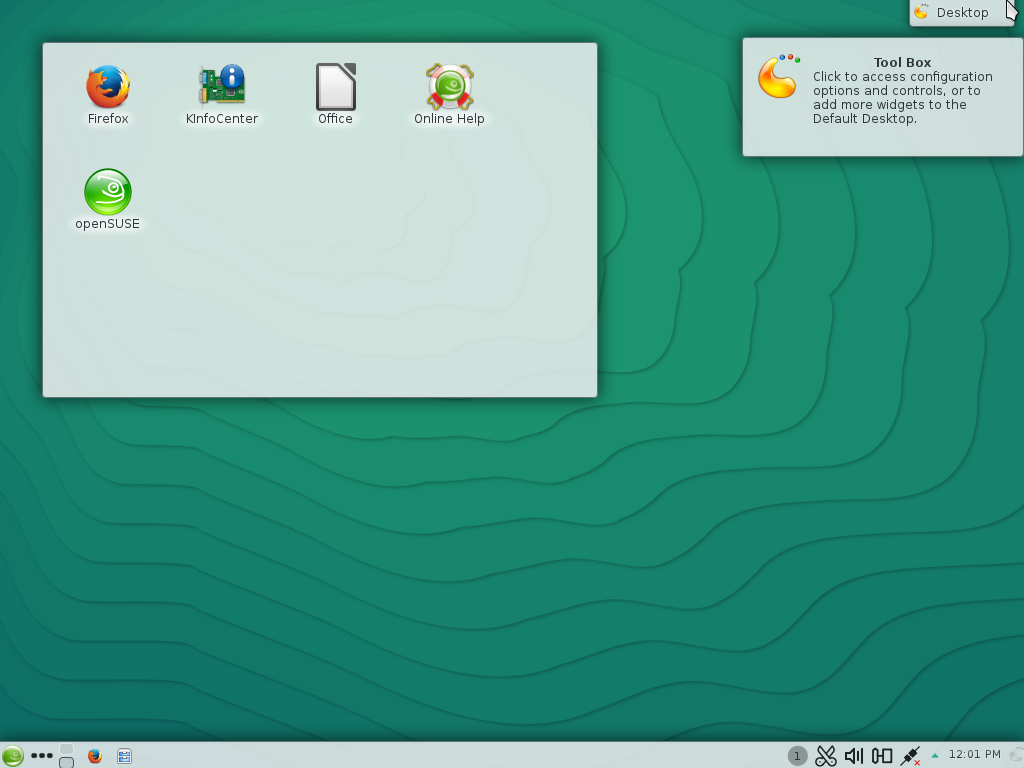 Desktop
Tool Box
Click to access configuration
options and controls, or to
add more widgets to the
Default Desktop.
Firefox
KInfoCenter
Office
Online Help
openSUSE
1
12:01 PM